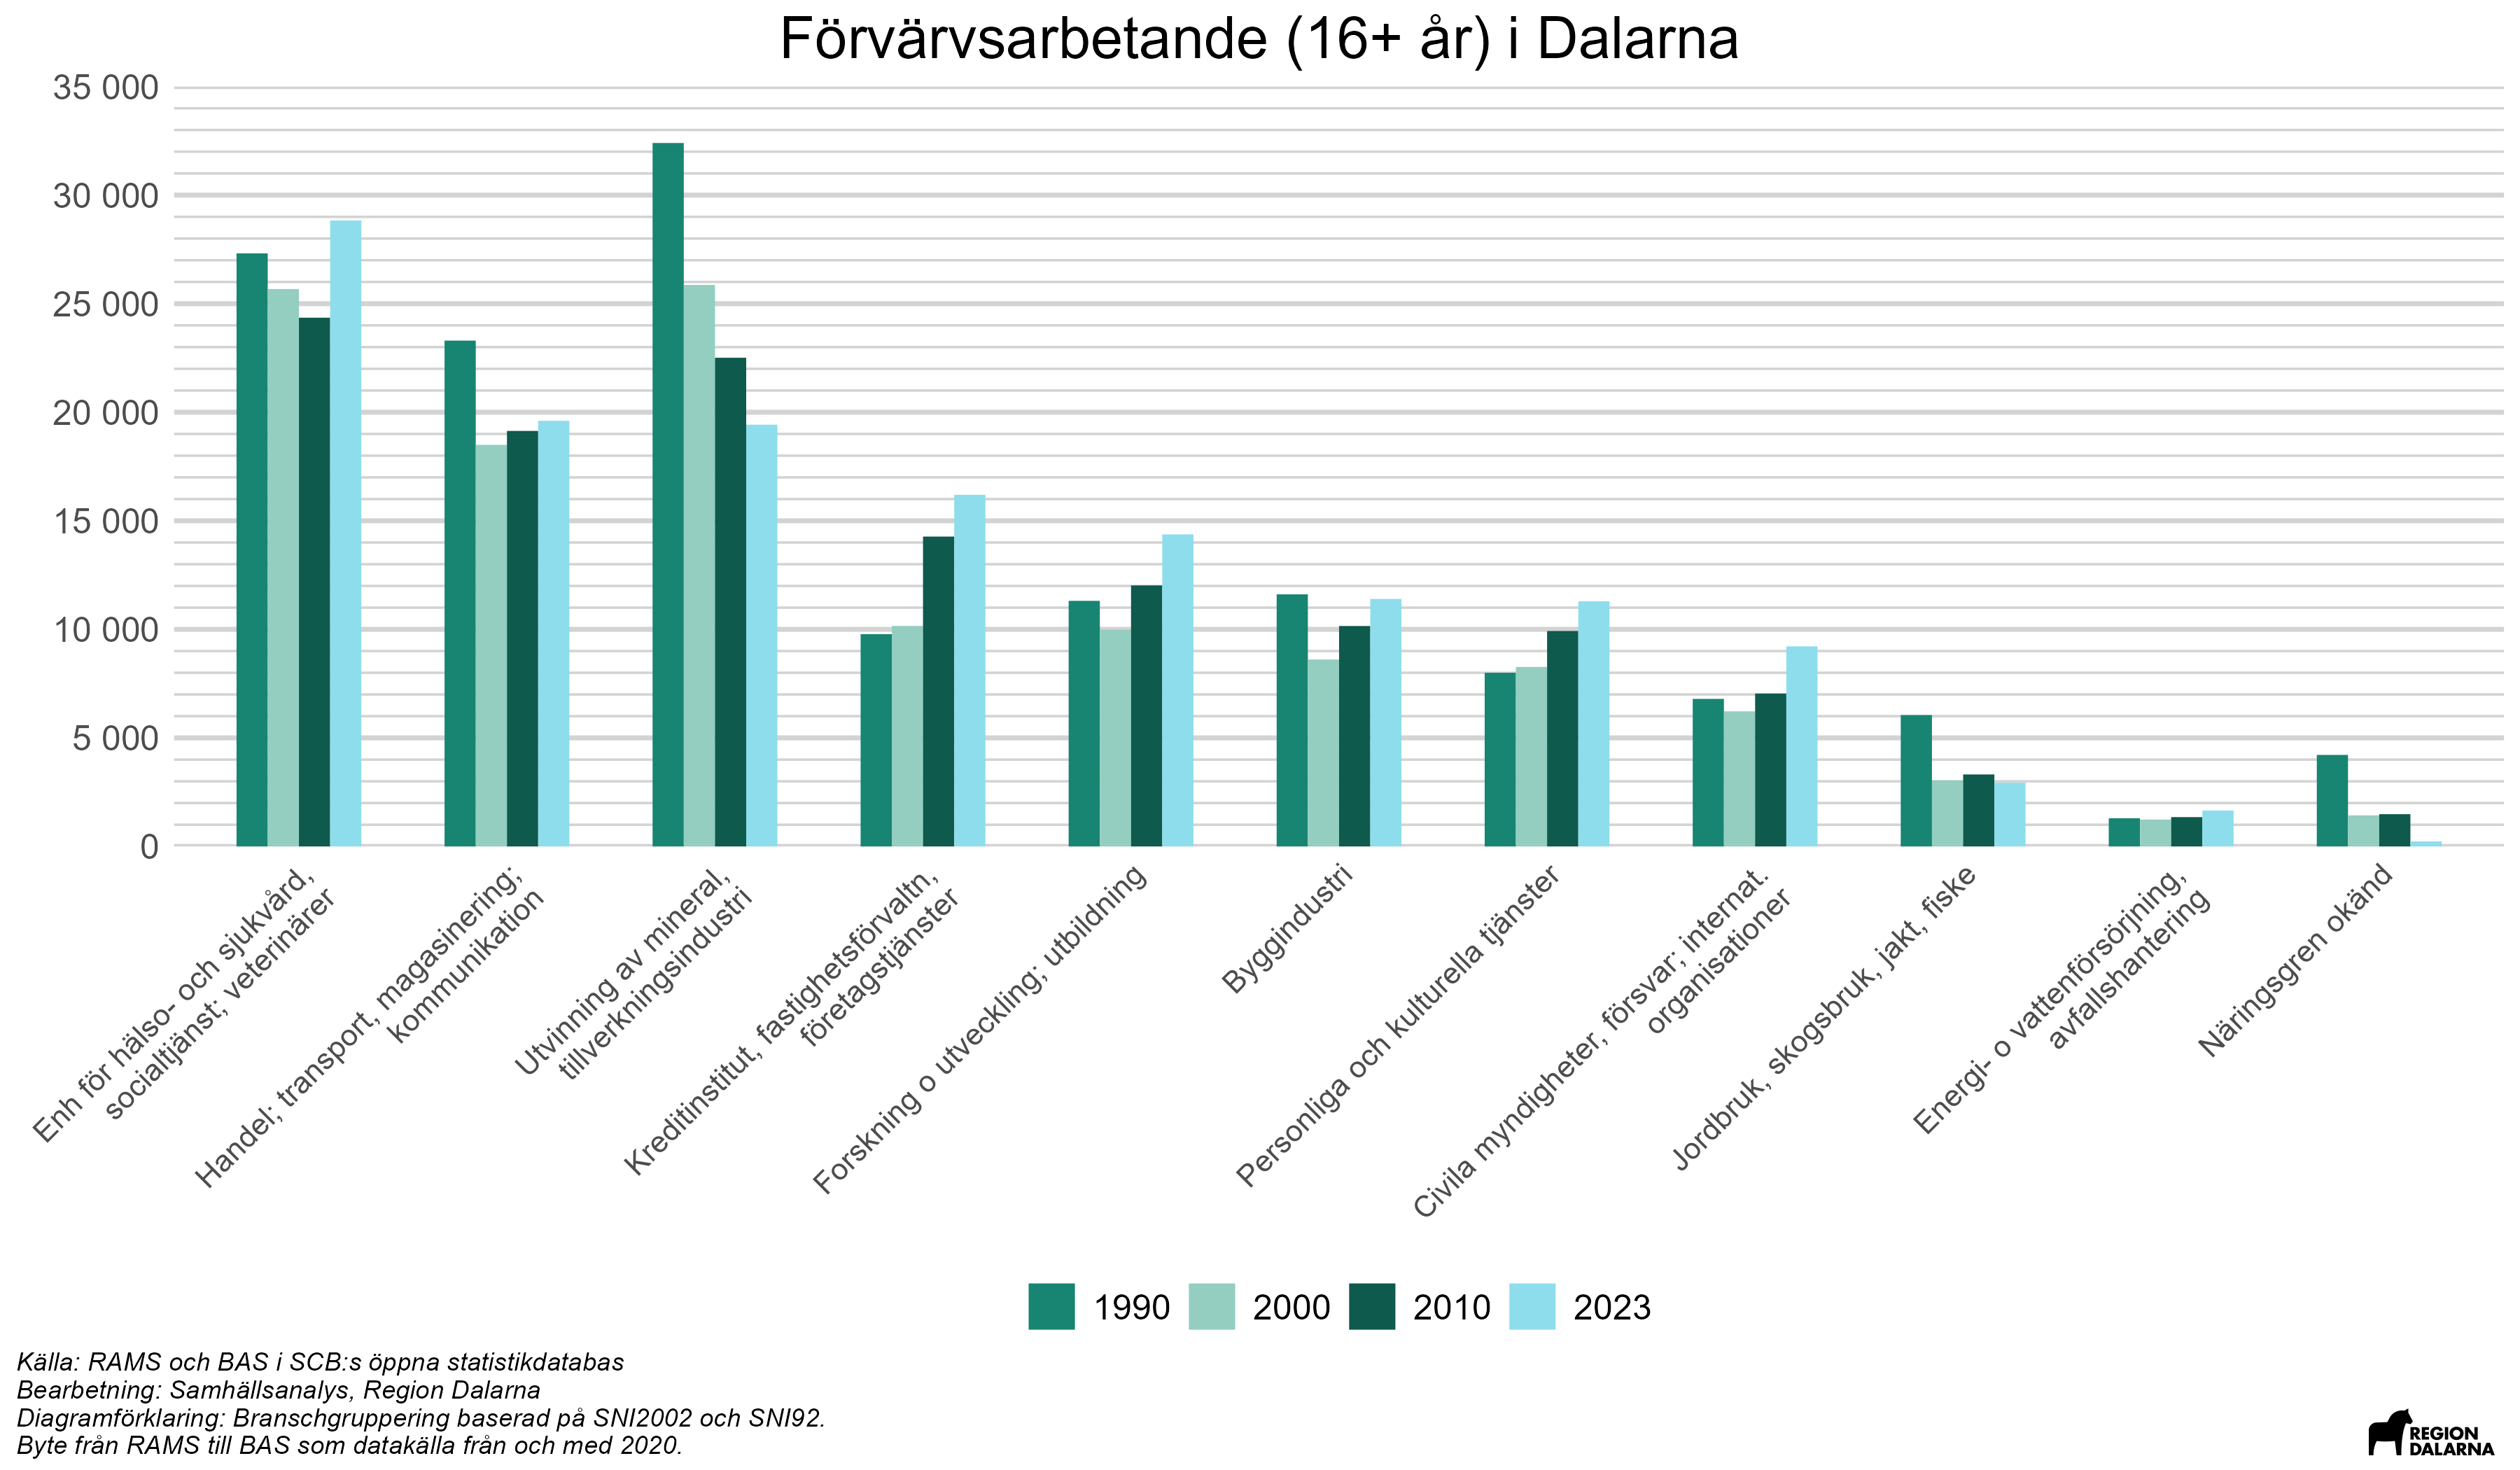 Förvärvsarbetande (16+ år) i Dalarna
35 000
30 000
25 000
20 000
15 000
10 000
5 000
0
Enh för hälso- och sjukvård,
socialtjänst; veterinärer
Handel; transport, magasinering;
kommunikation
Utvinning av mineral,
tillverkningsindustri
Kreditinstitut, fastighetsförvaltn,
företagstjänster
Forskning o utveckling; utbildning
Byggindustri
Personliga och kulturella tjänster
Civila myndigheter, försvar; internat.
organisationer
Jordbruk, skogsbruk, jakt, fiske
Energi- o vattenförsörjning,
avfallshantering
Näringsgren okänd
1990 2000 2010 2023
Källa: RAMS och BAS i SCB:s öppna statistikdatabas
Bearbetning: Samhällsanalys, Region Dalarna
Diagramförklaring: Branschgruppering baserad på SNI2002 och SNI92.
Byte från RAMS till BAS som datakälla från och med 2020.
REGION
DALARNA